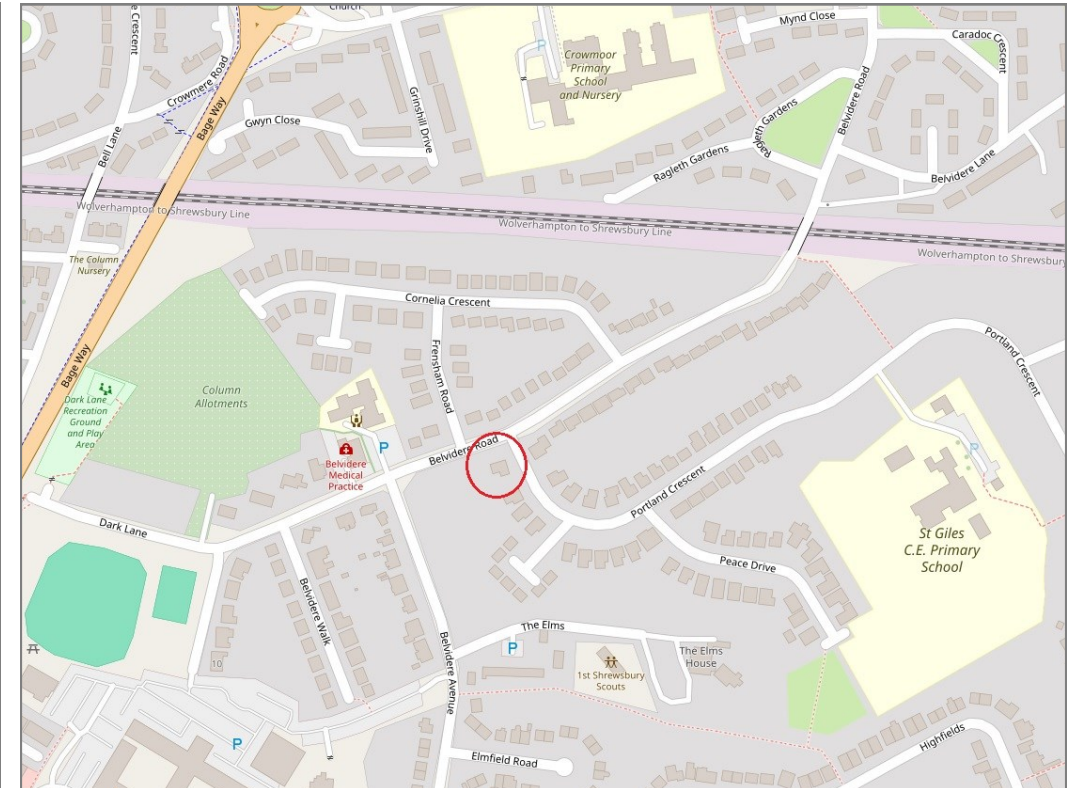 Church
Mynd Close
Caradoc Crescent
e Crescent
Crowmere Road
Bage Way
P
Crowmoor
Primary
School
and Nursery
Grinshill Drive
Gwyn Close
Bell Lane
Ragleth Gardens
Belvidere Road
Ragleth Gardens
Ragleth Gardens
Belvidere Lane
Wolverhampton to Shrewsbury Line
Wolverhampton to Shrewsbury Line
Wolverhampton to Shrewsbury
The Column
Nursery
Cornelia Crescent
Bage Way
Frensham Road
Portland Crescent
Column
Allotments
Dark Lane
Recreation
Ground
and Play
Area
P
Belvidere
Medical
Practice
Belvidere Road
P
Portland Crescent
St Giles
C.E. Primary
School
Dark Lane
Peace Drive
Belvidere Walk
The Elms
P
Belvidere Avenue
10
1st Shrewsbury
Scouts
The Elms
House
P
Elmfield Road
Highfields